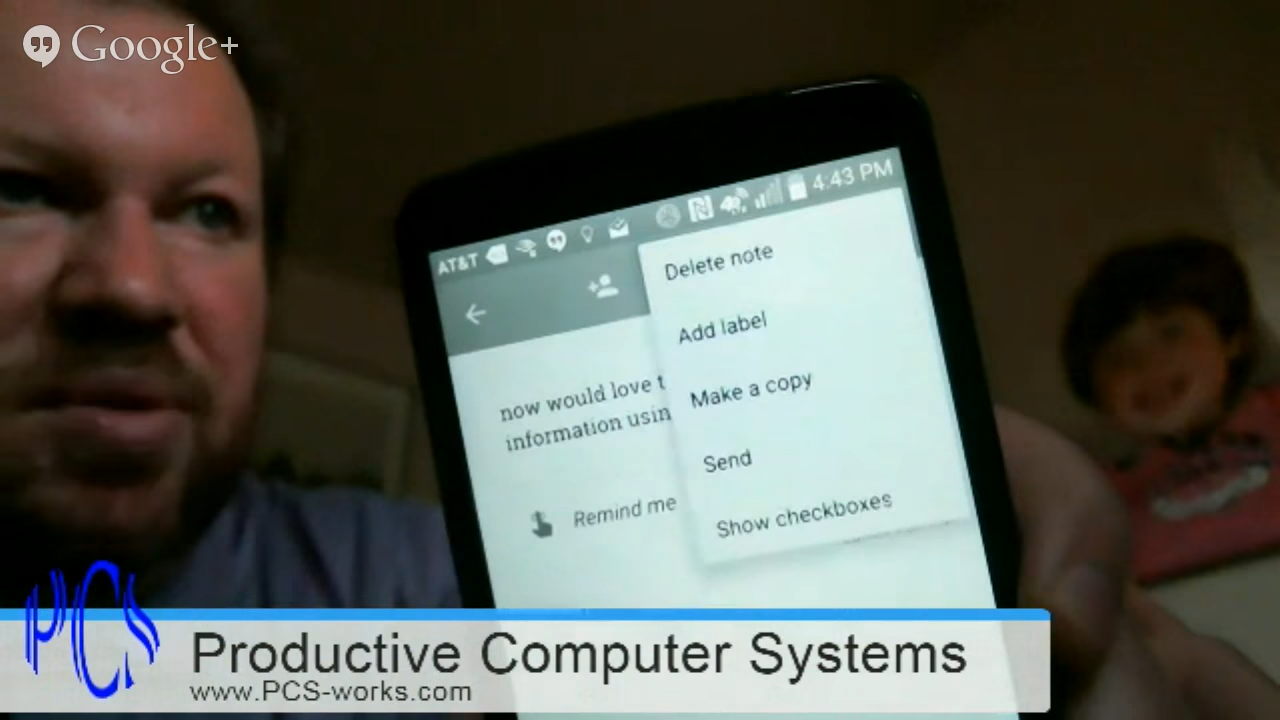 Google+
AT&T 4:43 PM
Delete note
Add label
Make a copy
Send
Show checkboxes
now would love t
information usin
Remind me
PCS
Productive Computer Systems
www.PCS-works.com